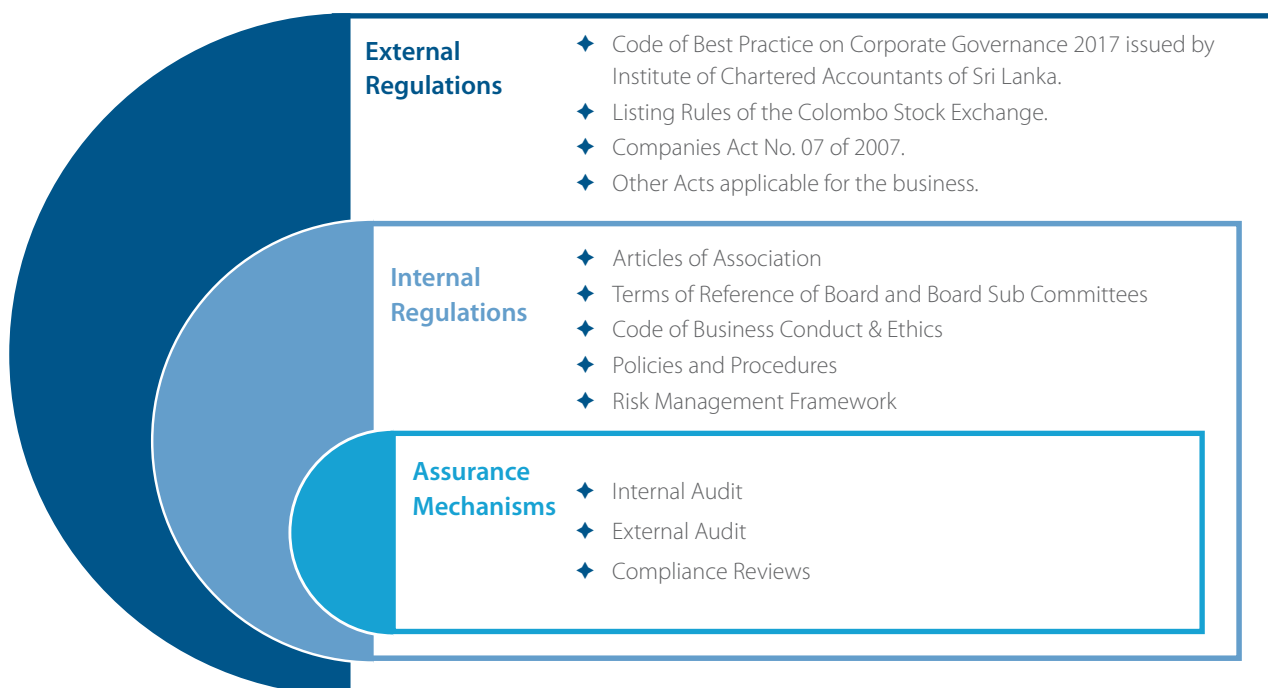 External
Regulations
✦ Code of Best Practice on Corporate Governance 2017 issued by
Institute of Chartered Accountants of Sri Lanka.
✦ Listing Rules of the Colombo Stock Exchange.
✦ Companies Act No. 07 of 2007.
✦ Other Acts applicable for the business.
Internal
Regulations
✦ Articles of Association
✦ Terms of Reference of Board and Board Sub Committees
✦ Code of Business Conduct & Ethics
✦ Policies and Procedures
✦ Risk Management Framework
Assurance
Mechanisms
✦ Internal Audit
✦ External Audit
✦ Compliance Reviews